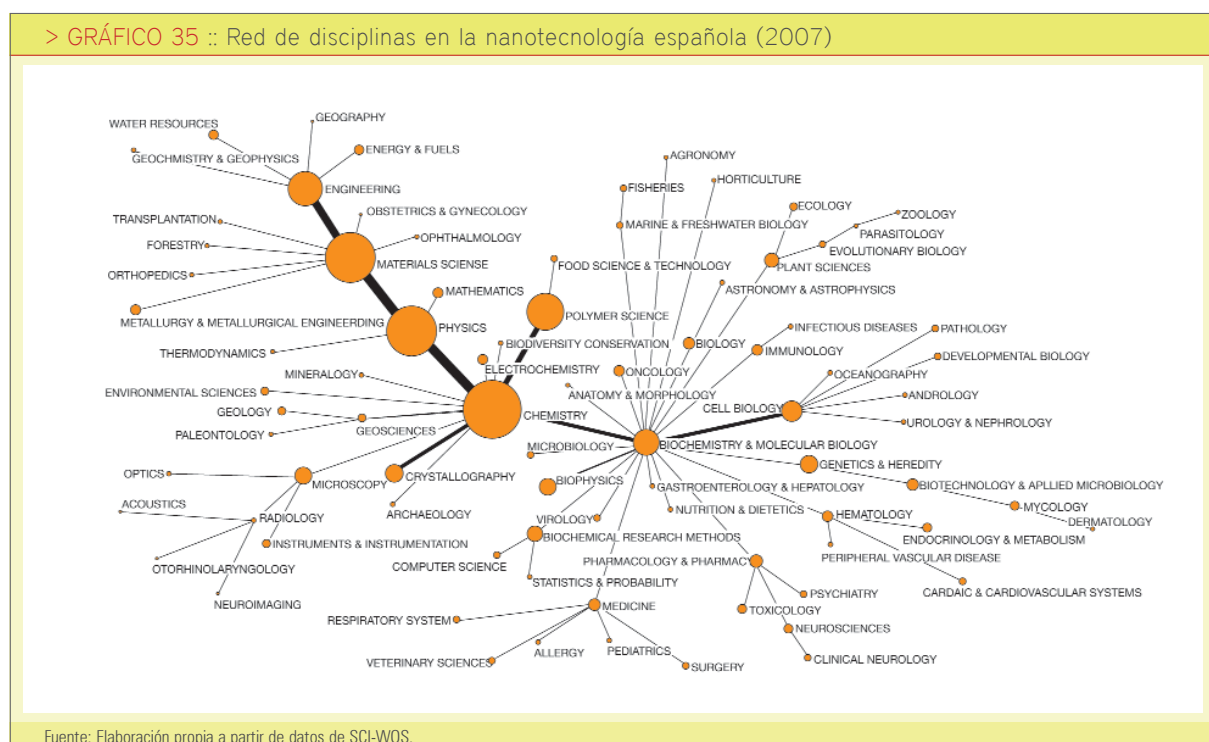 > GRÁFICO 35 :: Red de disciplinas en la nanotecnología española (2007)
GEOGRAPHY
WATER RESOURCES
ENERGY & FUELS
GEOCHMISTRY & GEOPHYSICS
AGRONOMY
HORTICULTURE
FISHERIES
ENGINEERING
ECOLOGY
OBSTETRICS & GYNECOLOGY
ZOOLOGY
TRANSPLANTATION
MARINE & FRESHWATER BIOLOGY
PARASITOLOGY
OPHTHALMOLOGY
FORESTRY
EVOLUTIONARY BIOLOGY
MATERIALS SCIENSE
FOOD SCIENCE & TECHNOLOGY
PLANT SCIENCES
ORTHOPEDICS
ASTRONOMY & ASTROPHYSICS
MATHEMATICS
POLYMER SCIENCE
METALLURGY & METALLURGICAL ENGINEERDING
PHYSICS
INFECTIOUS DISEASES
PATHOLOGY
BIODIVERSITY CONSERVATION
BIOLOGY
THERMODYNAMICS
IMMUNOLOGY
DEVELOPMENTAL BIOLOGY
ELECTROCHEMISTRY
ONCOLOGY
OCEANOGRAPHY
MINERALOGY
ENVIRONMENTAL SCIENCES
ANATOMY & MORPHOLOGY
ANDROLOGY
GEOLOGY
CHEMISTRY
CELL BIOLOGY
UROLOGY & NEPHROLOGY
GEOSCIENCES
PALEONTOLOGY
BIOCHEMISTRY & MOLECULAR BIOLOGY
MICROBIOLOGY
GENETICS & HEREDITY
OPTICS
MICROSCOPY
CRYSTALLOGRAPHY
BIOPHYSICS
GASTROENTEROLOGY & HEPATOLOGY
BIOTECHNOLOGY & APLLIED MICROBIOLOGY
ACOUSTICS
ARCHAEOLOGY
NUTRITION & DIETETICS
MYCOLOGY
RADIOLOGY
VIROLOGY
HEMATOLOGY
DERMATOLOGY
INSTRUMENTS & INSTRUMENTATION
BIOCHEMICAL RESEARCH METHODS
ENDOCRINOLOGY & METABOLISM
OTORHINOLARYNGOLOGY
COMPUTER SCIENCE
PHARMACOLOGY & PHARMACY
PERIPHERAL VASCULAR DISEASE
STATISTICS & PROBABILITY
CARDAIC & CARDIOVASCULAR SYSTEMS
NEUROIMAGING
PSYCHIATRY
MEDICINE
TOXICOLOGY
RESPIRATORY SYSTEM
NEUROSCIENCES
ALLERGY
PEDIATRICS
VETERINARY SCIENCES
SURGERY
CLINICAL NEUROLOGY
Fuente: Elaboración propia a partir de datos de SCI-WOS.